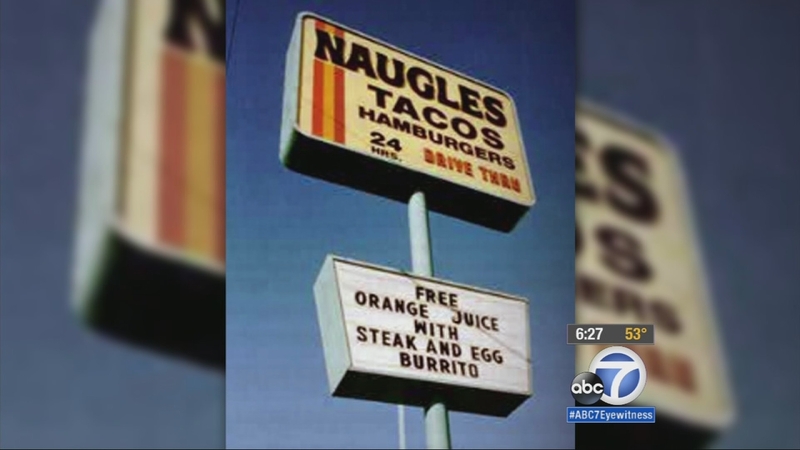 NAUGLES
TACOS
HAMBURGERS
24
HRS.
DRIVE THRU
FREE
ORANGE JUICE
WITH
STEAK AND EGG
BURRITO
6:27 53°
abc 7
#ABC7Eyewitness